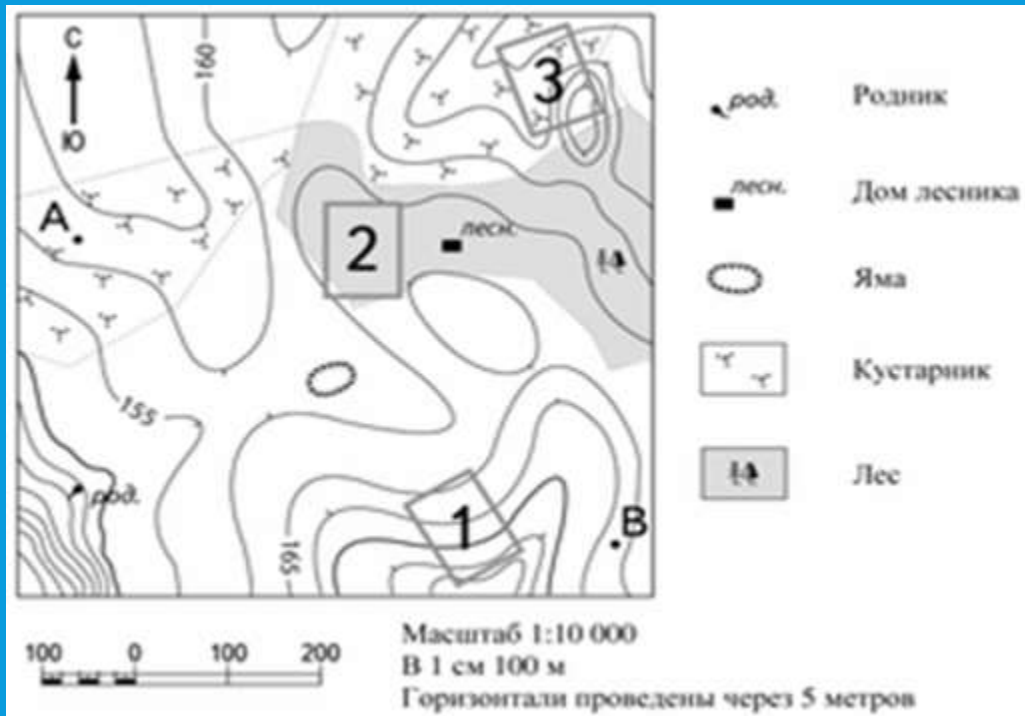 С
Ю
160
3
А
2
лесн.
155
род.
1
165
В
род. Родник
лесн. Дом лесника
Яма
Кустарник
Лес
100 0 100 200
Масштаб 1:10 000
В 1 см 100 м
Горизонтали проведены через 5 метров